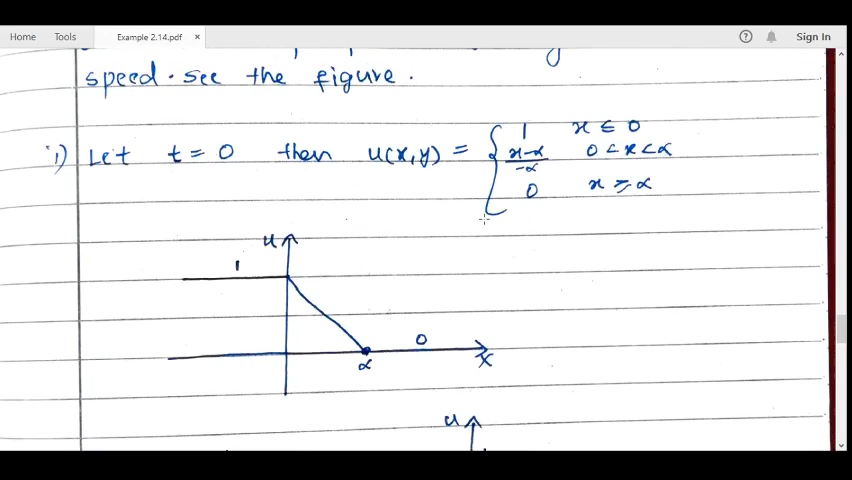 Home Tools Example 2.14.pdf × ? Sign In
speed. see the figure.
i) Let t = 0 then u(x,y) = { 1 x ≤ 0
x-α/-α 0 < x < α
0 x ≥ α
u
1
0
α x
u